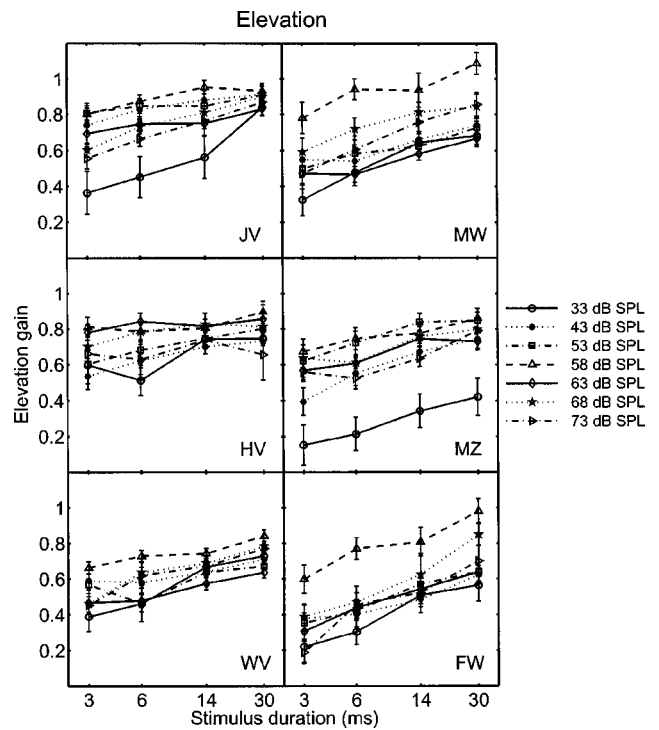 Elevation
1
0.8
0.6
0.4
0.2
JV
MW
Elevation gain
1
0.8
0.6
0.4
0.2
HV
MZ
33 dB SPL
43 dB SPL
53 dB SPL
58 dB SPL
63 dB SPL
68 dB SPL
73 dB SPL
1
0.8
0.6
0.4
0.2
WV
FW
3 6 14 30 3 6 14 30
Stimulus duration (ms)